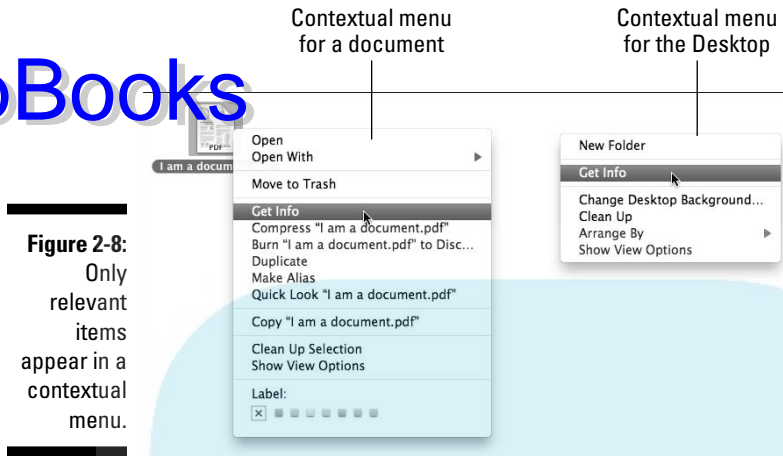 Contextual menu
for a document
Contextual menu
for the Desktop
oBooks
PDF
I am a docum
Open
Open With
Move to Trash
Get Info
Compress “I am a document.pdf”
Burn “I am a document.pdf” to Disc...
Duplicate
Make Alias
Quick Look “I am a document.pdf”
Copy “I am a document.pdf”
Clean Up Selection
Show View Options
Label:
New Folder
Get Info
Change Desktop Background...
Clean Up
Arrange By
Show View Options
Figure 2-8:
Only
relevant
items
appear in a
contextual
menu.